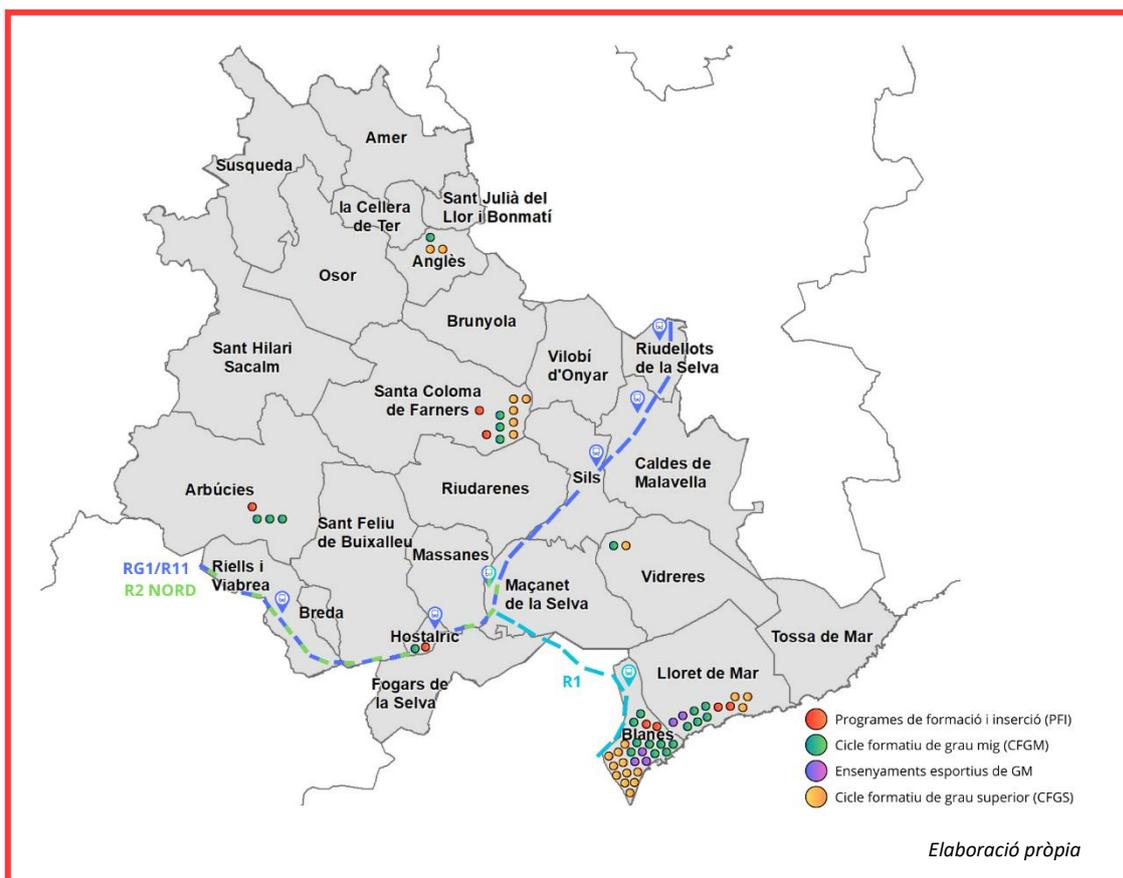 Amer
Susqueda
Sant Julià del
Llor i Bonmatí
la Cellera
de Ter
Anglès
Osor
Brunyola
Sant Hilari
Sacalm
Vilobí
d'Onyar
Riudellots
de la Selva
Santa Coloma
de Farners
Caldes de
Malavella
Sils
Arbúcies
Riudarenes
Sant Feliu
de Buixalleu
Massanes
RG1/R11
R2 NORD
Riells i
Viabrea
Breda
Maçanet
de la Selva
Vidreres
Hostalric
Tossa de Mar
Lloret de Mar
Fogars de
la Selva
R1
Blanes
Programes de formació i inserció (PFI)
Cicle formatiu de grau mig (CFGM)
Ensenyaments esportius de GM
Cicle formatiu de grau superior (CFGS)
Elaboració pròpia